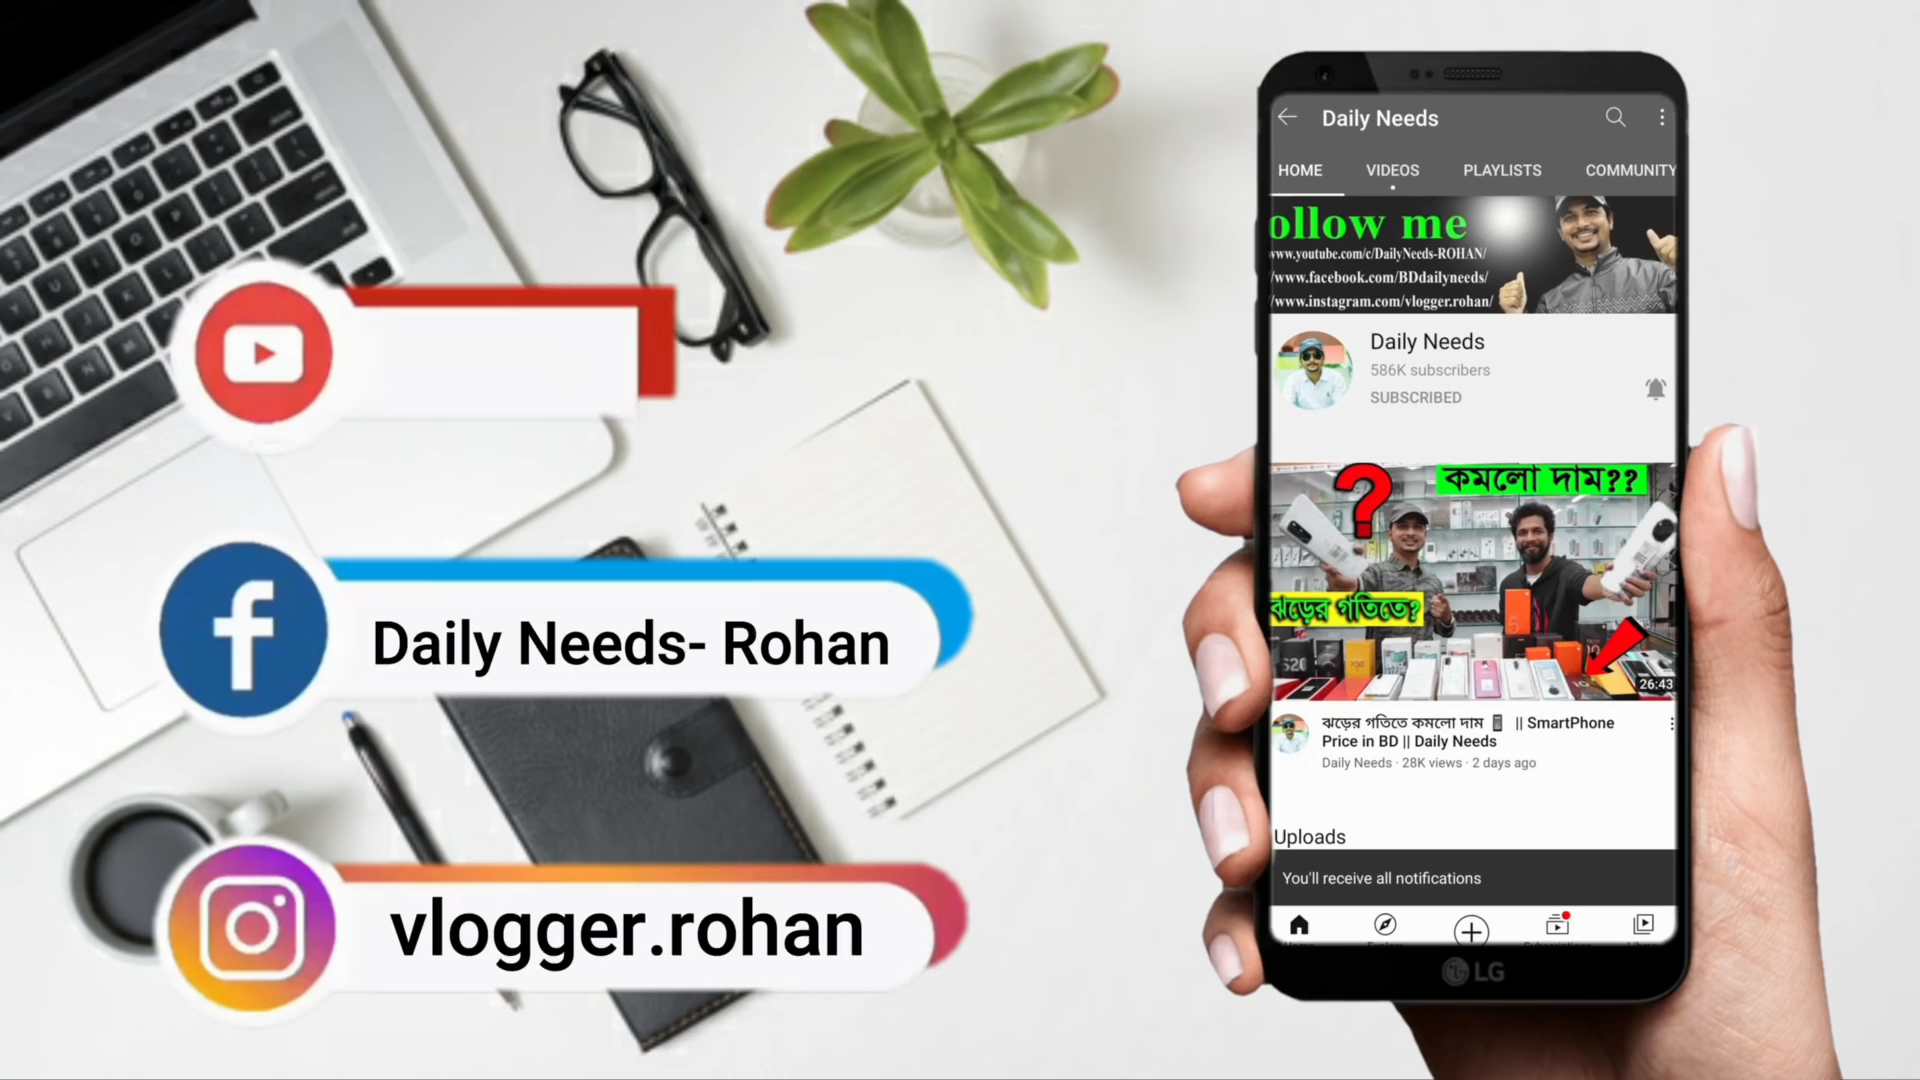 Daily Needs- Rohan
vlogger.rohan
Daily Needs
HOME VIDEOS PLAYLISTS COMMUNITY
ollow me
www.youtube.com/c/DailyNeeds-ROHAN/
/www.facebook.com/BDdailyneeds/
/www.instagram.com/vlogger.rohan/
Daily Needs
586K subscribers
SUBSCRIBED
?
কমলো দাম??
ঝড়ের গতিতে?
S20
26:43
ঝড়ের গতিতে কমলো দাম 📱 || SmartPhone
Price in BD || Daily Needs
Daily Needs · 28K views · 2 days ago
Uploads
You'll receive all notifications
LG